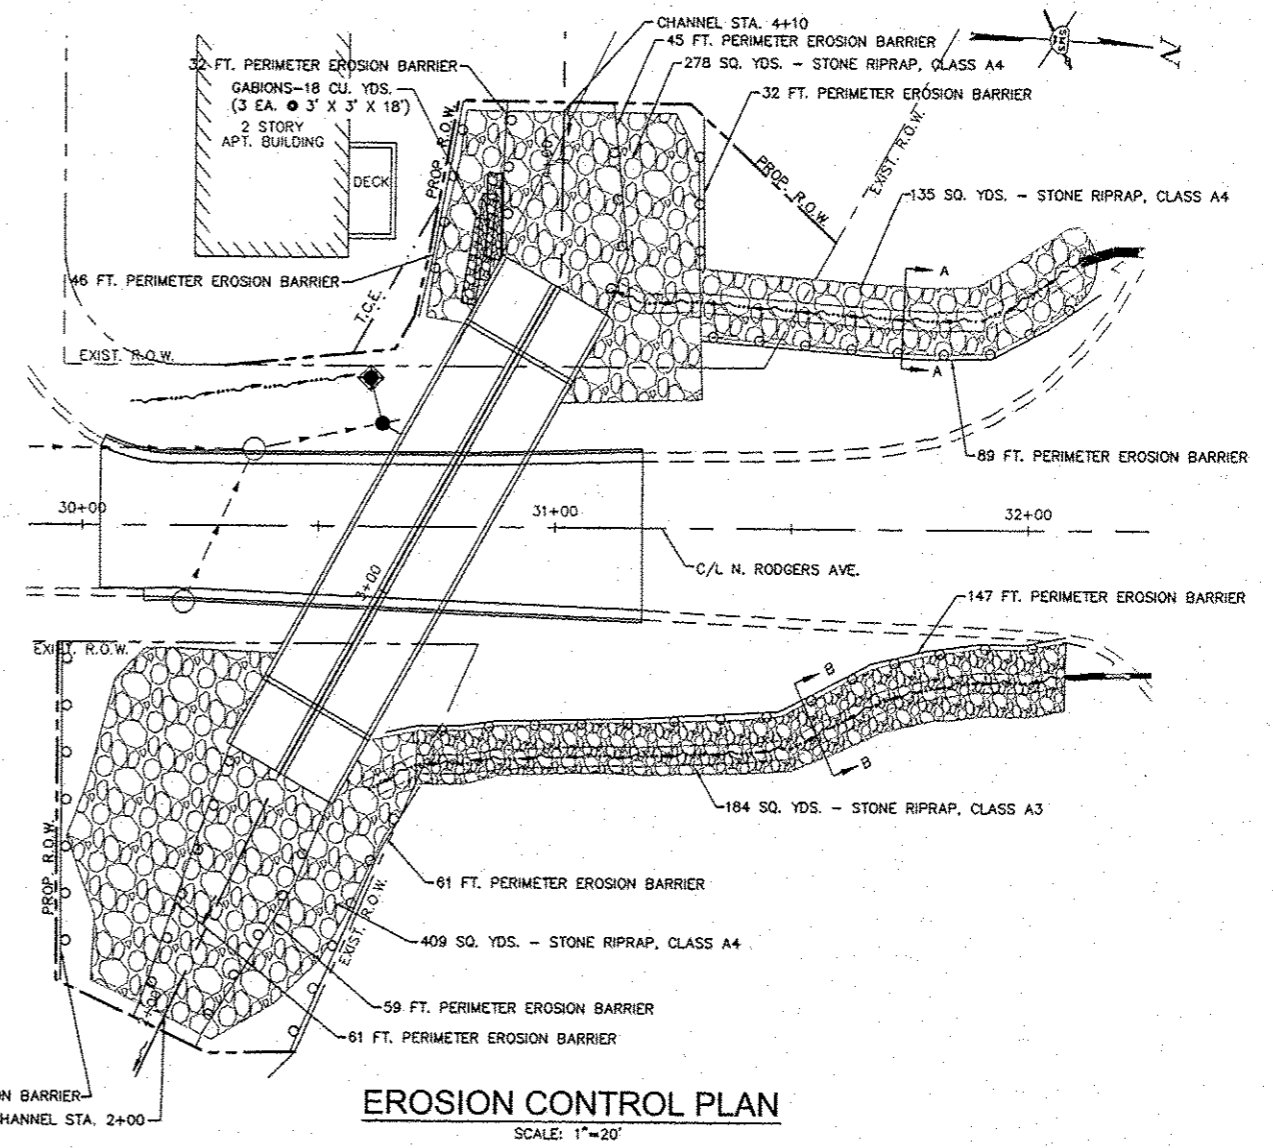 CHANNEL STA. 4+10
45 FT. PERIMETER EROSION BARRIER
32 FT. PERIMETER EROSION BARRIER
278 SQ. YDS. - STONE RIPRAP, CLASS A4
GABIONS-18 CU. YDS.
(3 EA. @ 3' X 3' X 18')
32 FT. PERIMETER EROSION BARRIER
2 STORY
APT. BUILDING
N
DECK
PROP. R.O.W.
PROP. R.O.W.
EXIST. R.O.W.
135 SQ. YDS. - STONE RIPRAP, CLASS A4
46 FT. PERIMETER EROSION BARRIER
T.C.E.
A
EXIST. R.O.W.
A
89 FT. PERIMETER EROSION BARRIER
30+00
31+00
32+00
C/L N. RODGERS AVE.
3+00
147 FT. PERIMETER EROSION BARRIER
EXIST. R.O.W.
B
B
184 SQ. YDS. - STONE RIPRAP, CLASS A3
PROP. R.O.W.
61 FT. PERIMETER EROSION BARRIER
EXIST. R.O.W.
409 SQ. YDS. - STONE RIPRAP, CLASS A4
59 FT. PERIMETER EROSION BARRIER
2+00
61 FT. PERIMETER EROSION BARRIER
ON BARRIER
HANNEL STA. 2+00
EROSION CONTROL PLAN
SCALE: 1"=20'